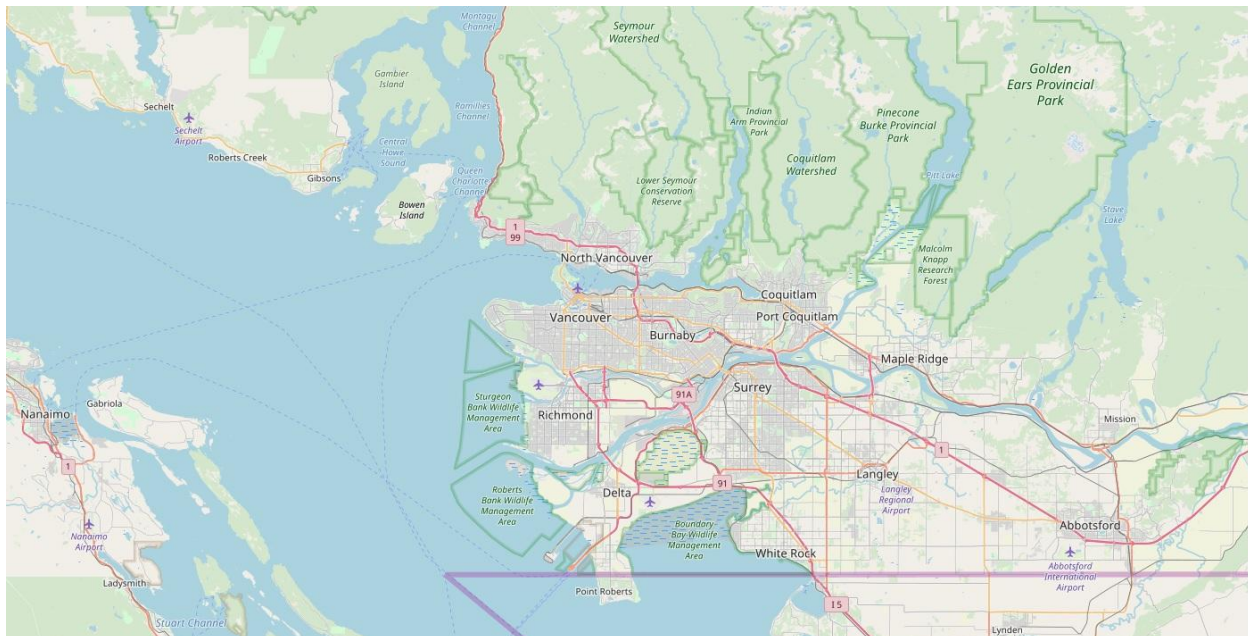 Montagu
Channel
Seymour
Watershed
Gambier
Island
Golden
Ears Provincial
Park
Sechelt
Sechelt
Airport
Ramillies
Channel
Indian
Arm Provincial
Park
Pinecone
Burke Provincial
Park
Roberts Creek
Central
Howe
Sound
Coquitlam
Watershed
Gibsons
Queen
Charlotte
Channel
Lower Seymour
Conservation
Reserve
Pitt Lake
Bowen
Island
Stave
Lake
1
99
North Vancouver
Malcolm
Knapp
Research
Forest
Coquitlam
Port Coquitlam
Vancouver
Burnaby
Maple Ridge
Surrey
91A
Gabriola
Nanaimo
Sturgeon
Bank Wildlife
Management
Area
Richmond
Mission
1
1
Langley
91
Delta
Roberts
Bank Wildlife
Management
Area
Langley
Regional
Airport
Nanaimo
Airport
Boundary
Bay Wildlife
Management
Area
Abbotsford
White Rock
Abbotsford
International
Airport
Ladysmith
Point Roberts
I 5
Stuart Channel
Lynden